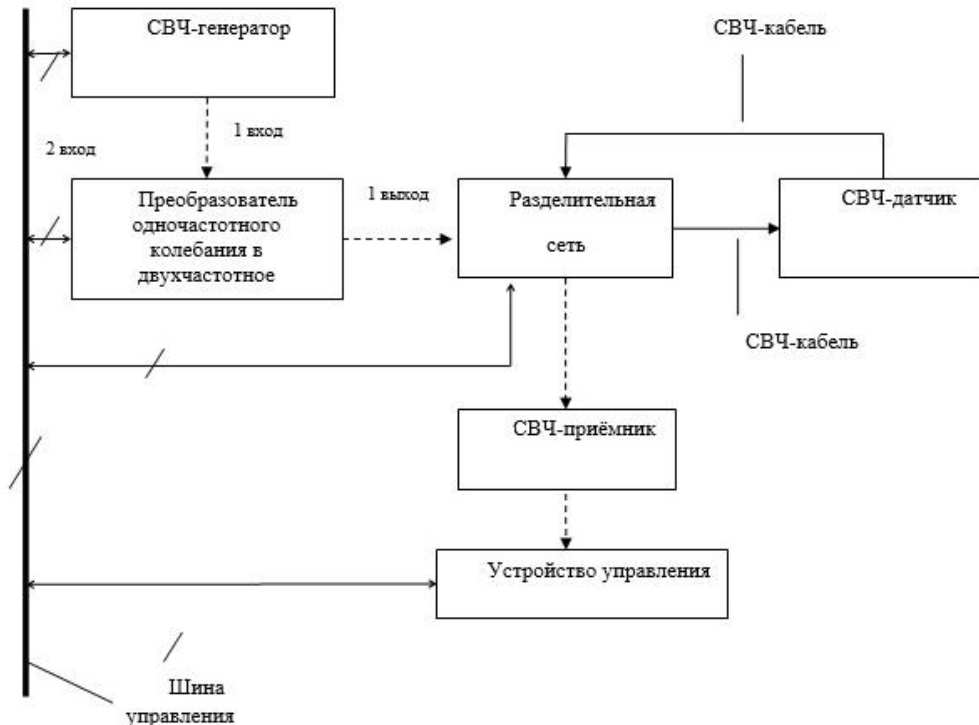 СВЧ-генератор
СВЧ-кабель
1 вход
2 вход
Преобразователь
одночастотного
колебания в
двухчастотное
1 выход
Разделительная
сеть
СВЧ-датчик
СВЧ-кабель
СВЧ-приёмник
Устройство управления
Шина
управления